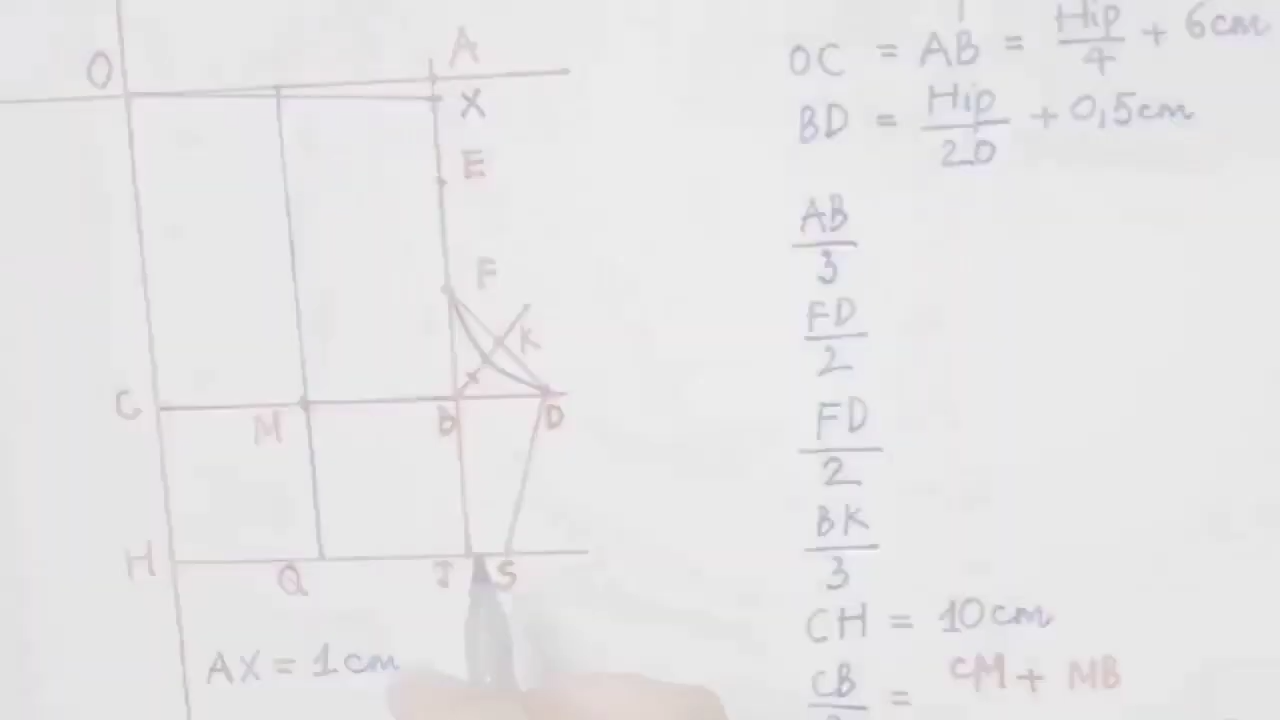 O
A
X
E
F
K
C
M
B
D
H
Q
J
S
AX = 1cm
OC = AB = Hip/4 + 6cm
BD = Hip/20 + 0,5cm
AB/3
FD/2
FD/2
BK/3
CH = 10cm
CB = CM + MB